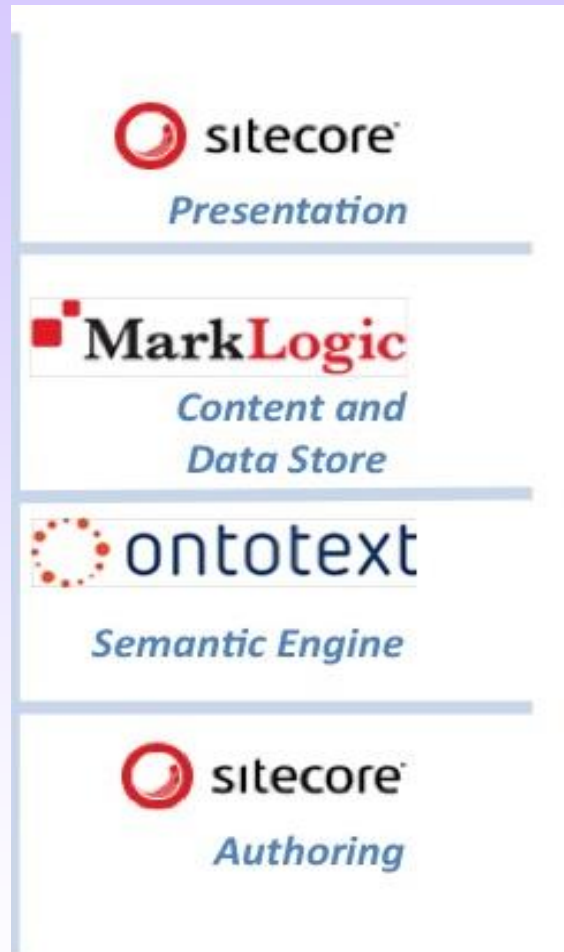 sitecore
Presentation
MarkLogic
Content and
Data Store
ontotext
Semantic Engine
sitecore
Authoring